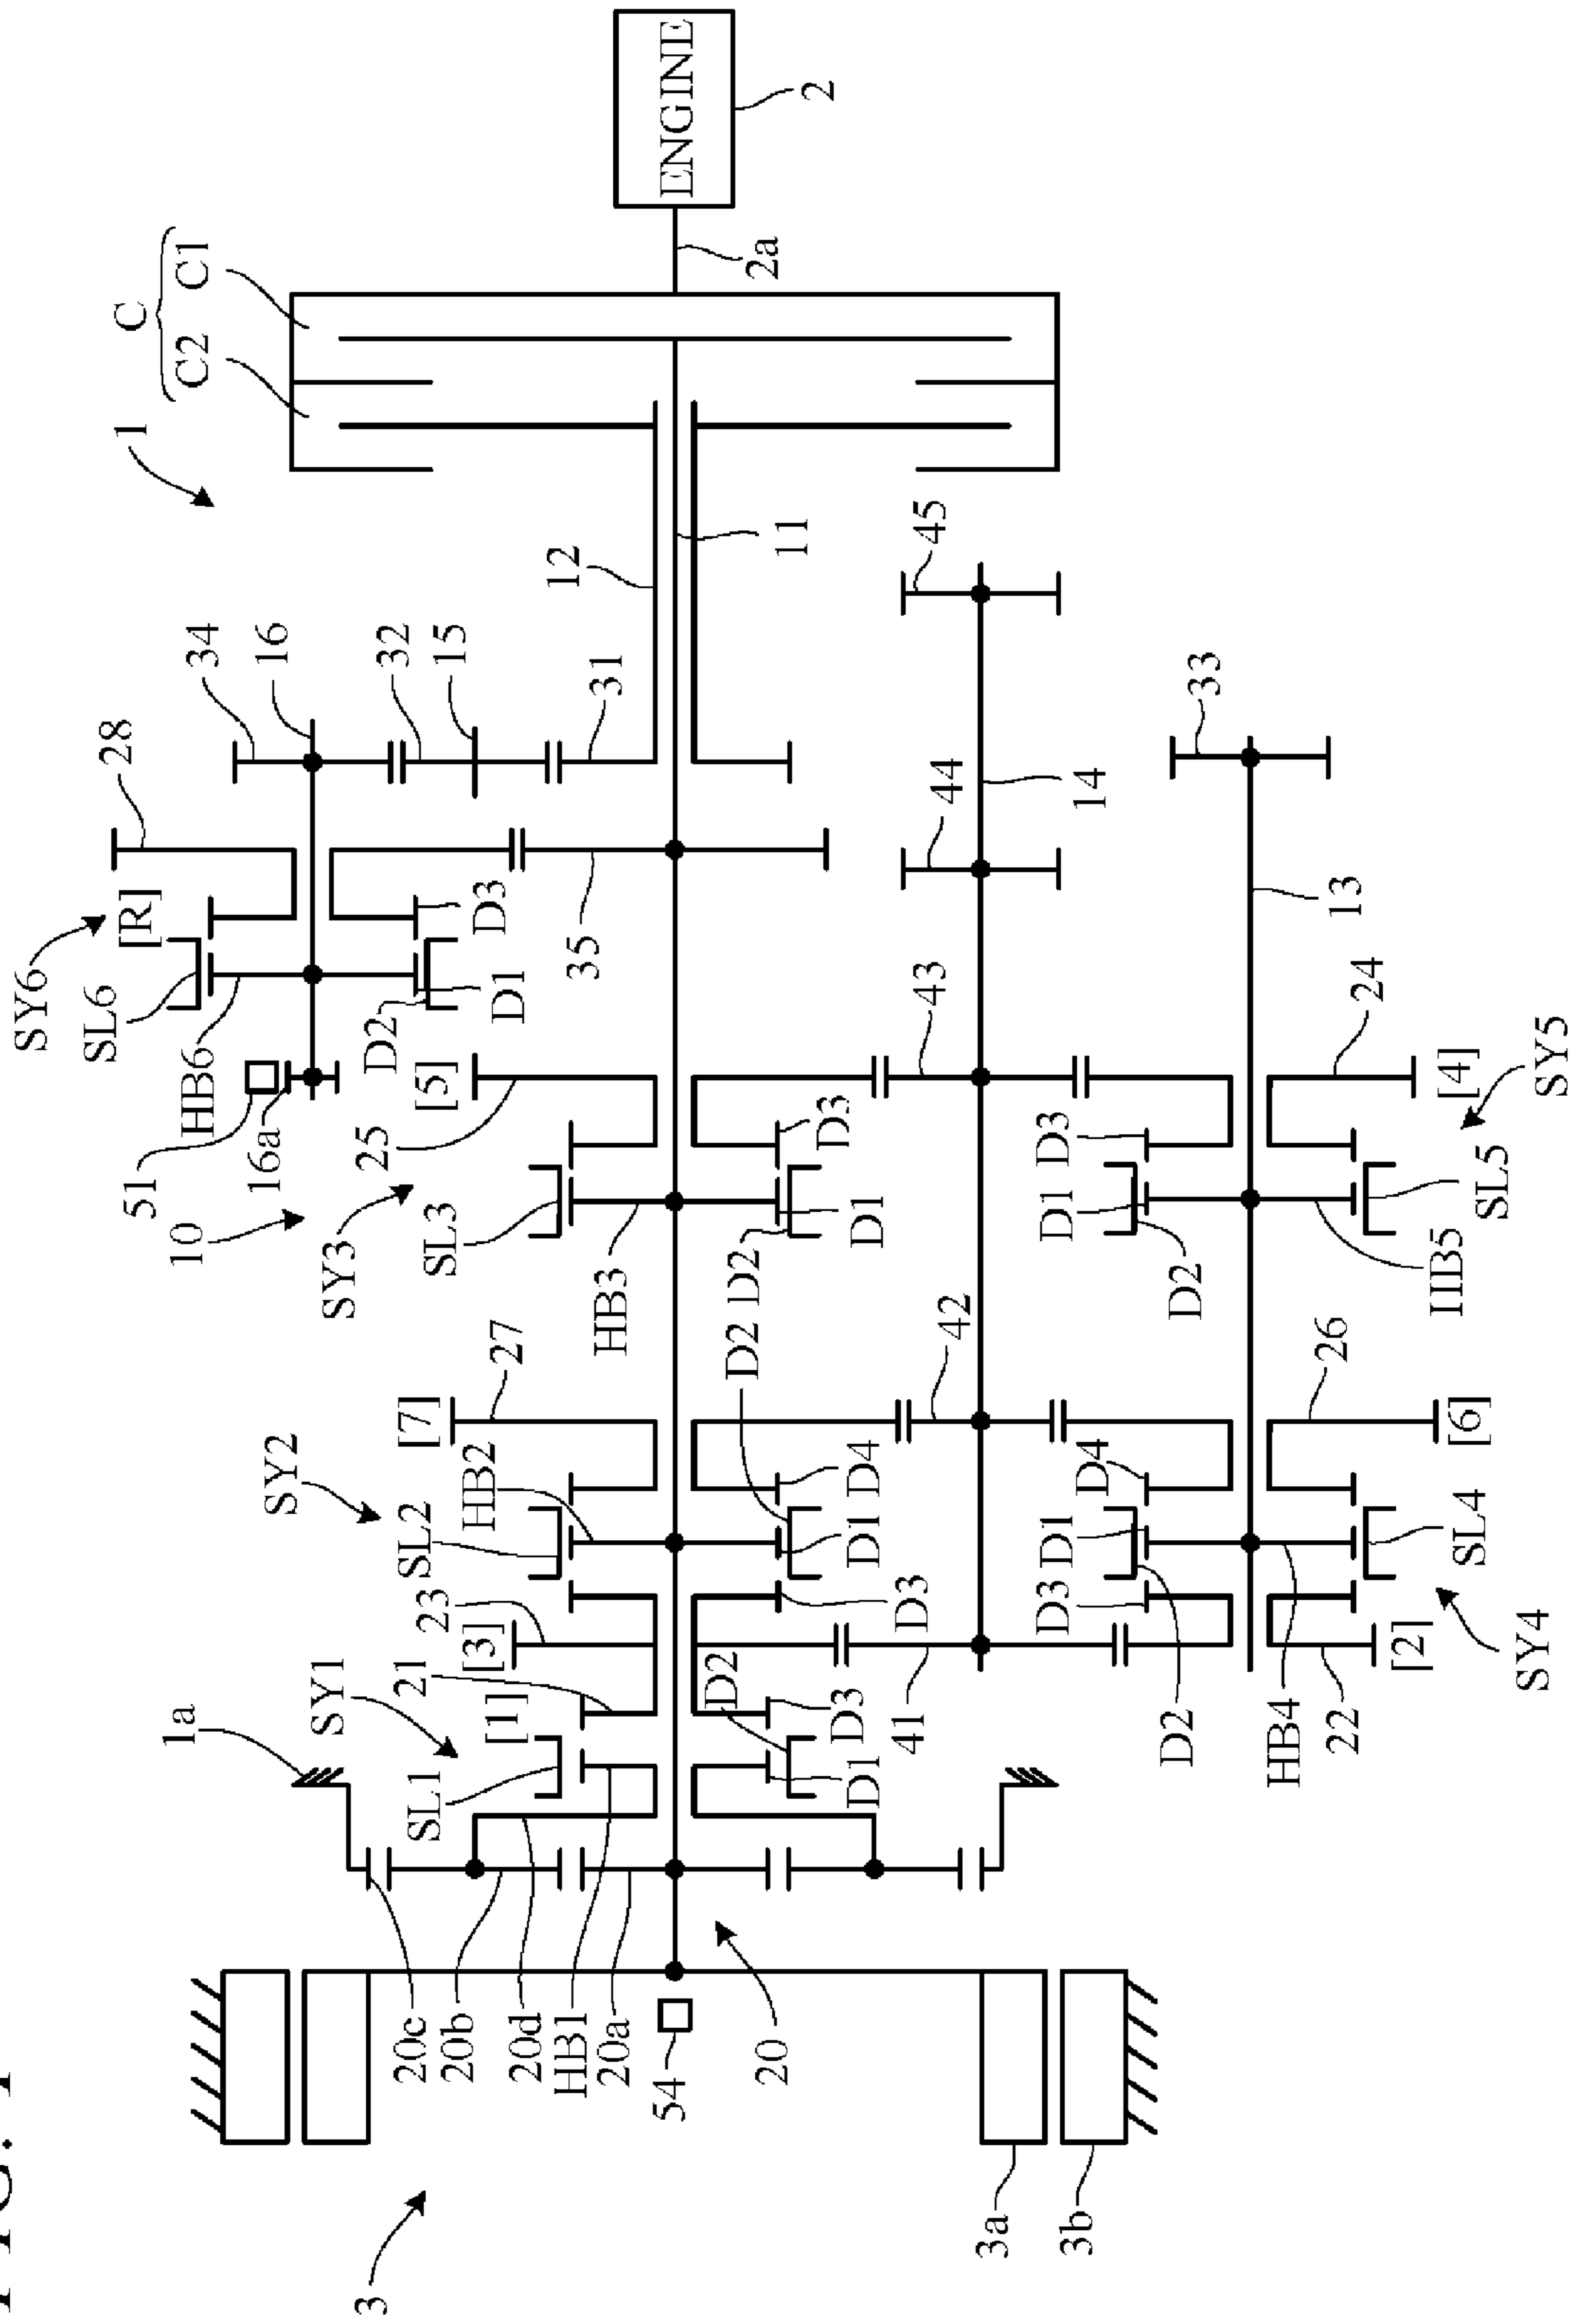 FIG. 1
ENGINE
2
2a
C
C1
C2
1
12
11
45
34
16
32
15
31
28
33
44
14
13
SY6
[R]
SL6
D3
D1
D2
35
43
24
HB6
51
16a
10
[5]
25
SY3
SL3
D3
D1
D2
HB3
[4]
SY5
D3
D1
D2
SL5
HB5
42
27
[7]
SY2
HB2
SL2
D2
D4
D1
D3
26
[6]
D4
D1
D3
D2
SL4
SY4
HB4
[2]
22
23
[3]
21
SY1
[1]
1a
SL1
D2
D3
D1
41
20c
20b
20d
HB1
20a
54
20
3
3a
3b